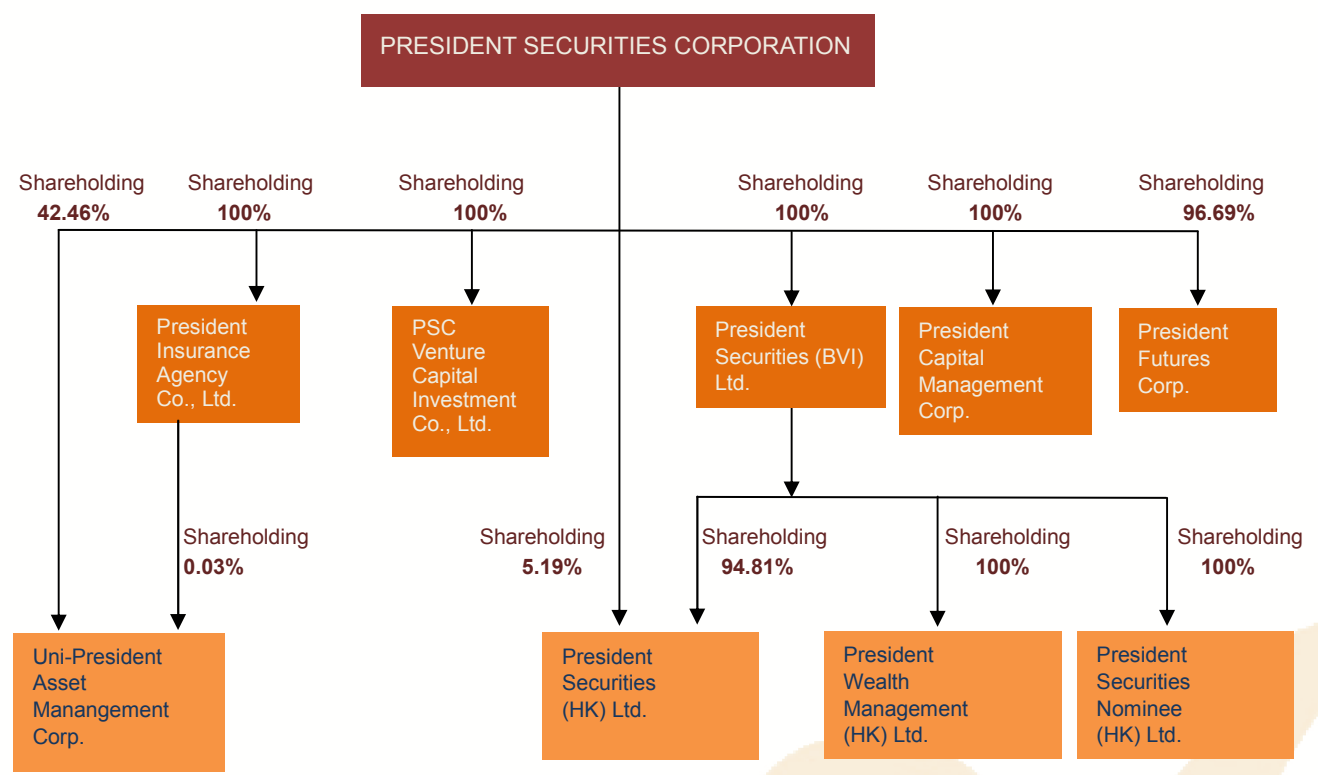 PRESIDENT SECURITIES CORPORATION
Shareholding
42.46%
Shareholding
100%
Shareholding
100%
Shareholding
100%
Shareholding
100%
Shareholding
96.69%
President
Insurance
Agency
Co., Ltd.
PSC
Venture
Capital
Investment
Co., Ltd.
President
Securities (BVI)
Ltd.
President
Capital
Management
Corp.
President
Futures
Corp.
Shareholding
0.03%
Shareholding
5.19%
Shareholding
94.81%
Shareholding
100%
Shareholding
100%
Uni-President
Asset
Manangement
Corp.
President
Securities
(HK) Ltd.
President
Wealth
Management
(HK) Ltd.
President
Securities
Nominee
(HK) Ltd.